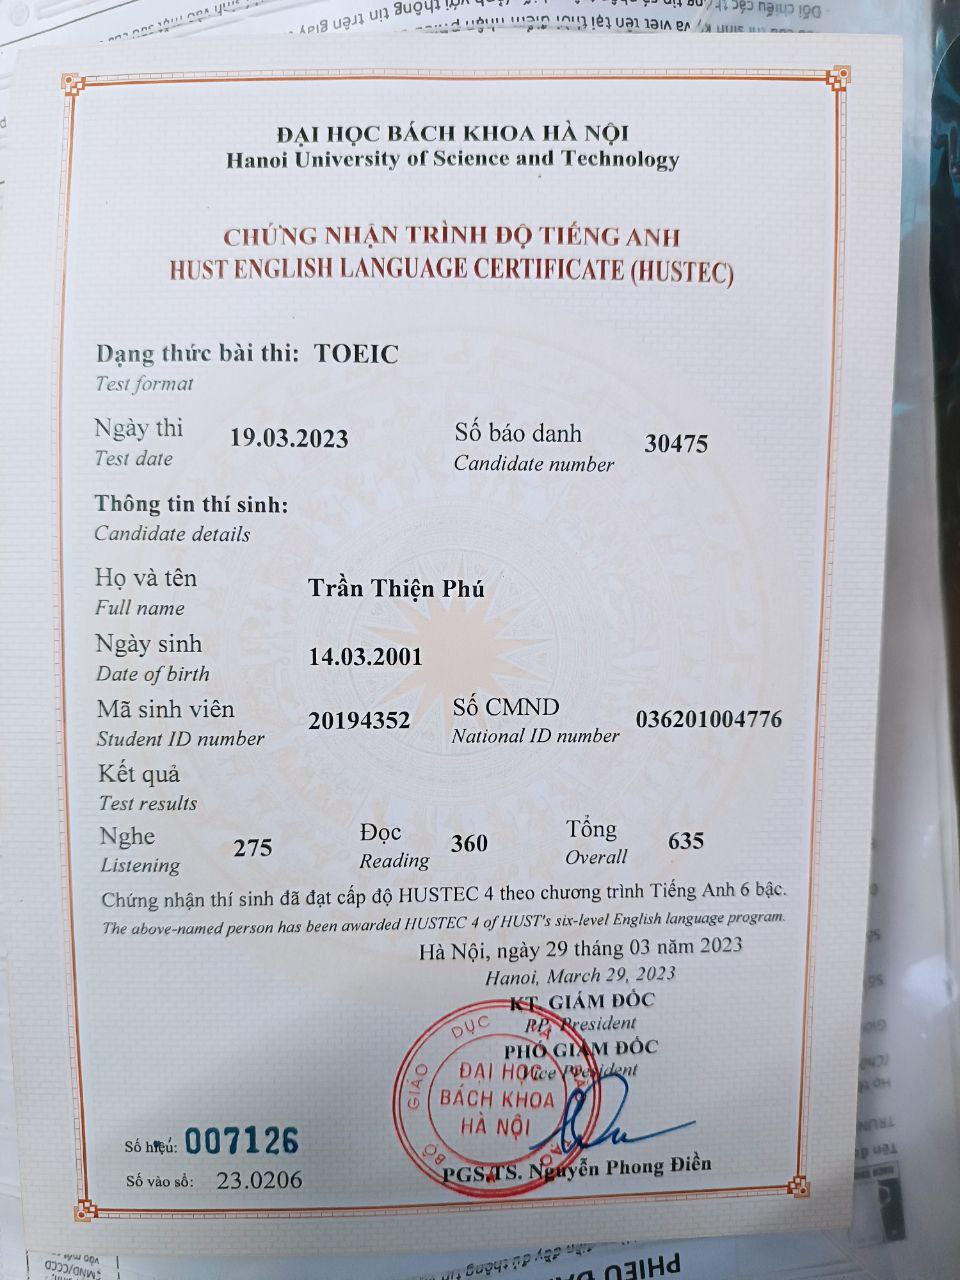 ĐẠI HỌC BÁCH KHOA HÀ NỘI
Hanoi University of Science and Technology
CHỨNG NHẬN TRÌNH ĐỘ TIẾNG ANH
HUST ENGLISH LANGUAGE CERTIFICATE (HUSTEC)
Dạng thức bài thi: TOEIC
Test format
Ngày thi 19.03.2023 Số báo danh 30475
Test date Candidate number
Thông tin thí sinh:
Candidate details
Họ và tên Trần Thiện Phú
Full name
Ngày sinh 14.03.2001
Date of birth
Mã sinh viên 20194352 Số CMND 036201004776
Student ID number National ID number
Kết quả
Test results
Nghe 275 Đọc 360 Tổng 635
Listening Reading Overall
Chứng nhận thí sinh đã đạt cấp độ HUSTEC 4 theo chương trình Tiếng Anh 6 bậc.
The above-named person has been awarded HUSTEC 4 of HUST's six-level English language program.
Hà Nội, ngày 29 tháng 03 năm 2023
Hanoi, March 29, 2023
KT. GIÁM ĐỐC
P.P. President
PHÓ GIÁM ĐỐC
Vice President
BỘ GIÁO DỤC VÀ ĐÀO TẠO
ĐẠI HỌC
BÁCH KHOA
HÀ NỘI
PGS.TS. Nguyễn Phong Điền
Số hiệu: 007126
Số vào sổ: 23.0206